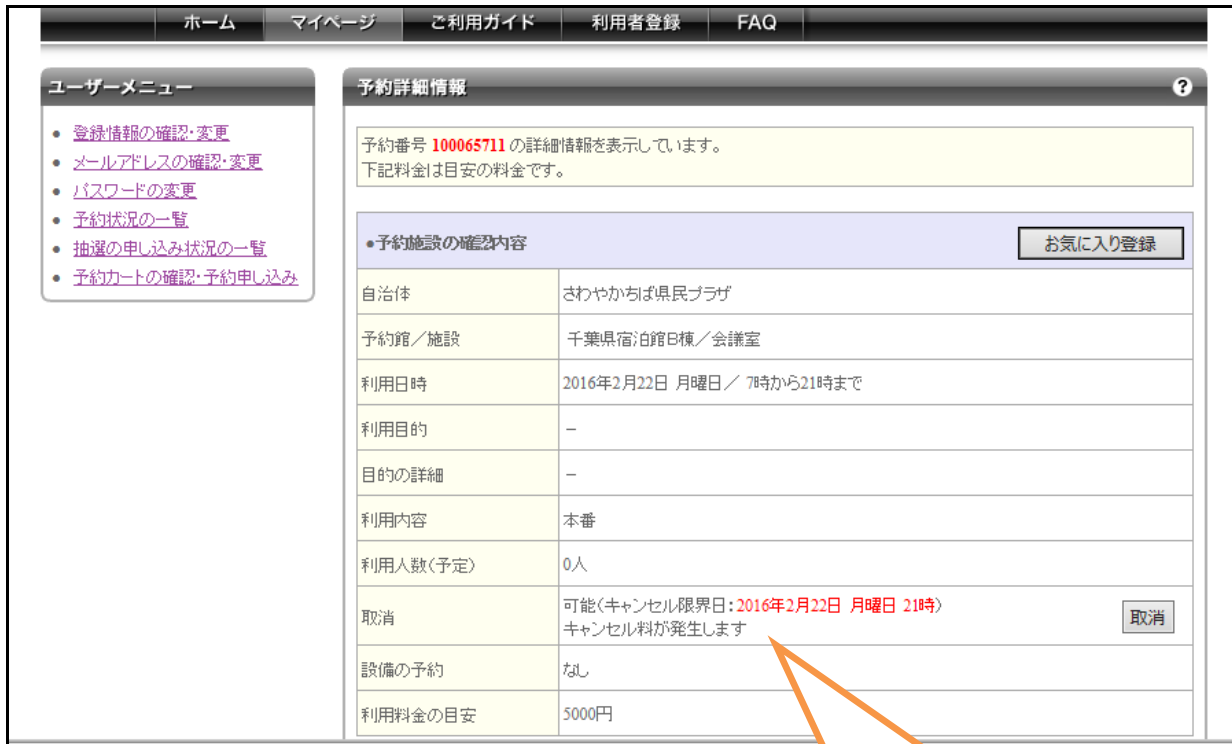 ホーム マイページ ご利用ガイド 利用者登録 FAQ
ユーザーメニュー
• 登録情報の確認・変更
• メールアドレスの確認・変更
• パスワードの変更
• 予約状況の一覧
• 抽選の申し込み状況の一覧
• 予約カートの確認・予約申し込み
予約詳細情報 ?
予約番号 100065711 の詳細情報を表示しています。
下記料金は目安の料金です。
●予約施設の確認内容 お気に入り登録
自治体 さわやかちば県民プラザ
予約館／施設 千葉県宿泊館B棟／会議室
利用日時 2016年2月22日 月曜日／ 7時から21時まで
利用目的 －
目的の詳細 －
利用内容 本番
利用人数(予定) 0人
取消 可能(キャンセル限界日：2016年2月22日 月曜日 21時) 取消
キャンセル料が発生します
設備の予約 なし
利用料金の目安 5000円